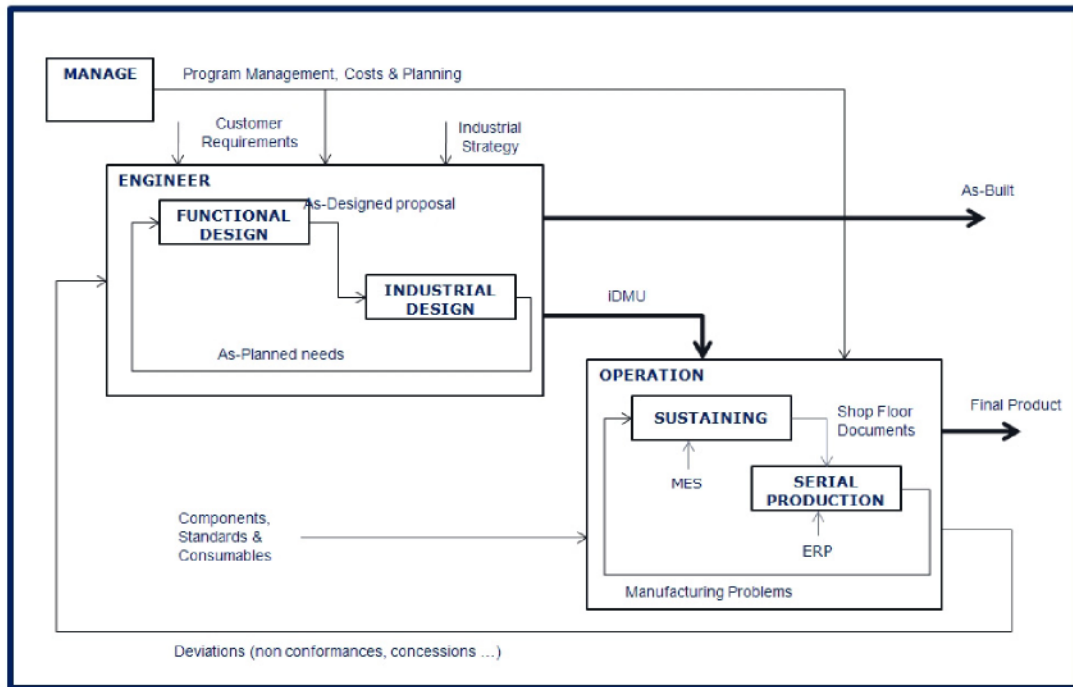 MANAGE
Program Management, Costs & Planning
Customer
Requirements
Industrial
Strategy
ENGINEER
As-Designed proposal
FUNCTIONAL
DESIGN
As-Built
INDUSTRIAL
DESIGN
iDMU
As-Planned needs
OPERATION
SUSTAINING
Shop Floor
Documents
Final Product
MES
SERIAL
PRODUCTION
Components,
Standards &
Consumables
ERP
Manufacturing Problems
Deviations (non conformances, concessions ...)